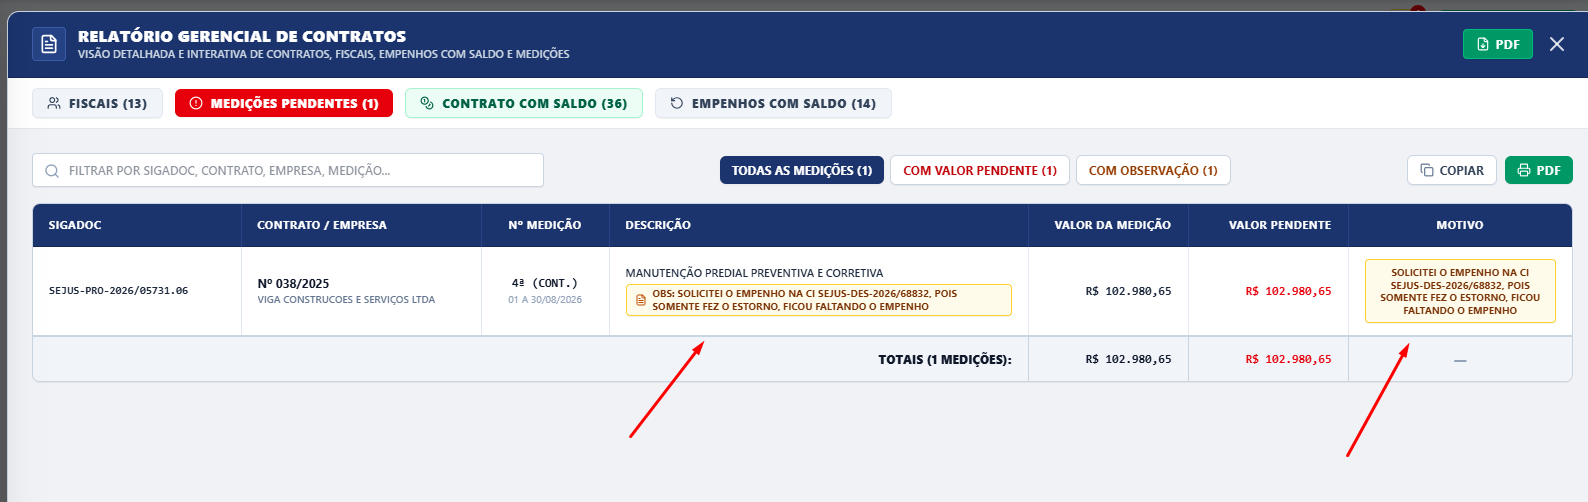 RELATÓRIO GERENCIAL DE CONTRATOS
VISÃO DETALHADA E INTERATIVA DE CONTRATOS, FISCAIS, EMPENHOS COM SALDO E MEDIÇÕES
PDF
FISCAIS (13)
MEDIÇÕES PENDENTES (1)
CONTRATO COM SALDO (36)
EMPENHOS COM SALDO (14)
FILTRAR POR SIGADOC, CONTRATO, EMPRESA, MEDIÇÃO...
TODAS AS MEDIÇÕES (1)
COM VALOR PENDENTE (1)
COM OBSERVAÇÃO (1)
COPIAR
PDF
SIGADOC
CONTRATO / EMPRESA
Nº MEDIÇÃO
DESCRIÇÃO
VALOR DA MEDIÇÃO
VALOR PENDENTE
MOTIVO
SEJUS-PRO-2026/05731.06
Nº 038/2025
VIGA CONSTRUCOES E SERVIÇOS LTDA
4ª (CONT.)
01 A 30/08/2026
MANUTENÇÃO PREDIAL PREVENTIVA E CORRETIVA
OBS: SOLICITEI O EMPENHO NA CI SEJUS-DES-2026/68832, POIS
SOMENTE FEZ O ESTORNO, FICOU FALTANDO O EMPENHO
R$ 102.980,65
R$ 102.980,65
SOLICITEI O EMPENHO NA CI
SEJUS-DES-2026/68832, POIS
SOMENTE FEZ O ESTORNO, FICOU
FALTANDO O EMPENHO
TOTAIS (1 MEDIÇÕES):
R$ 102.980,65
R$ 102.980,65
—